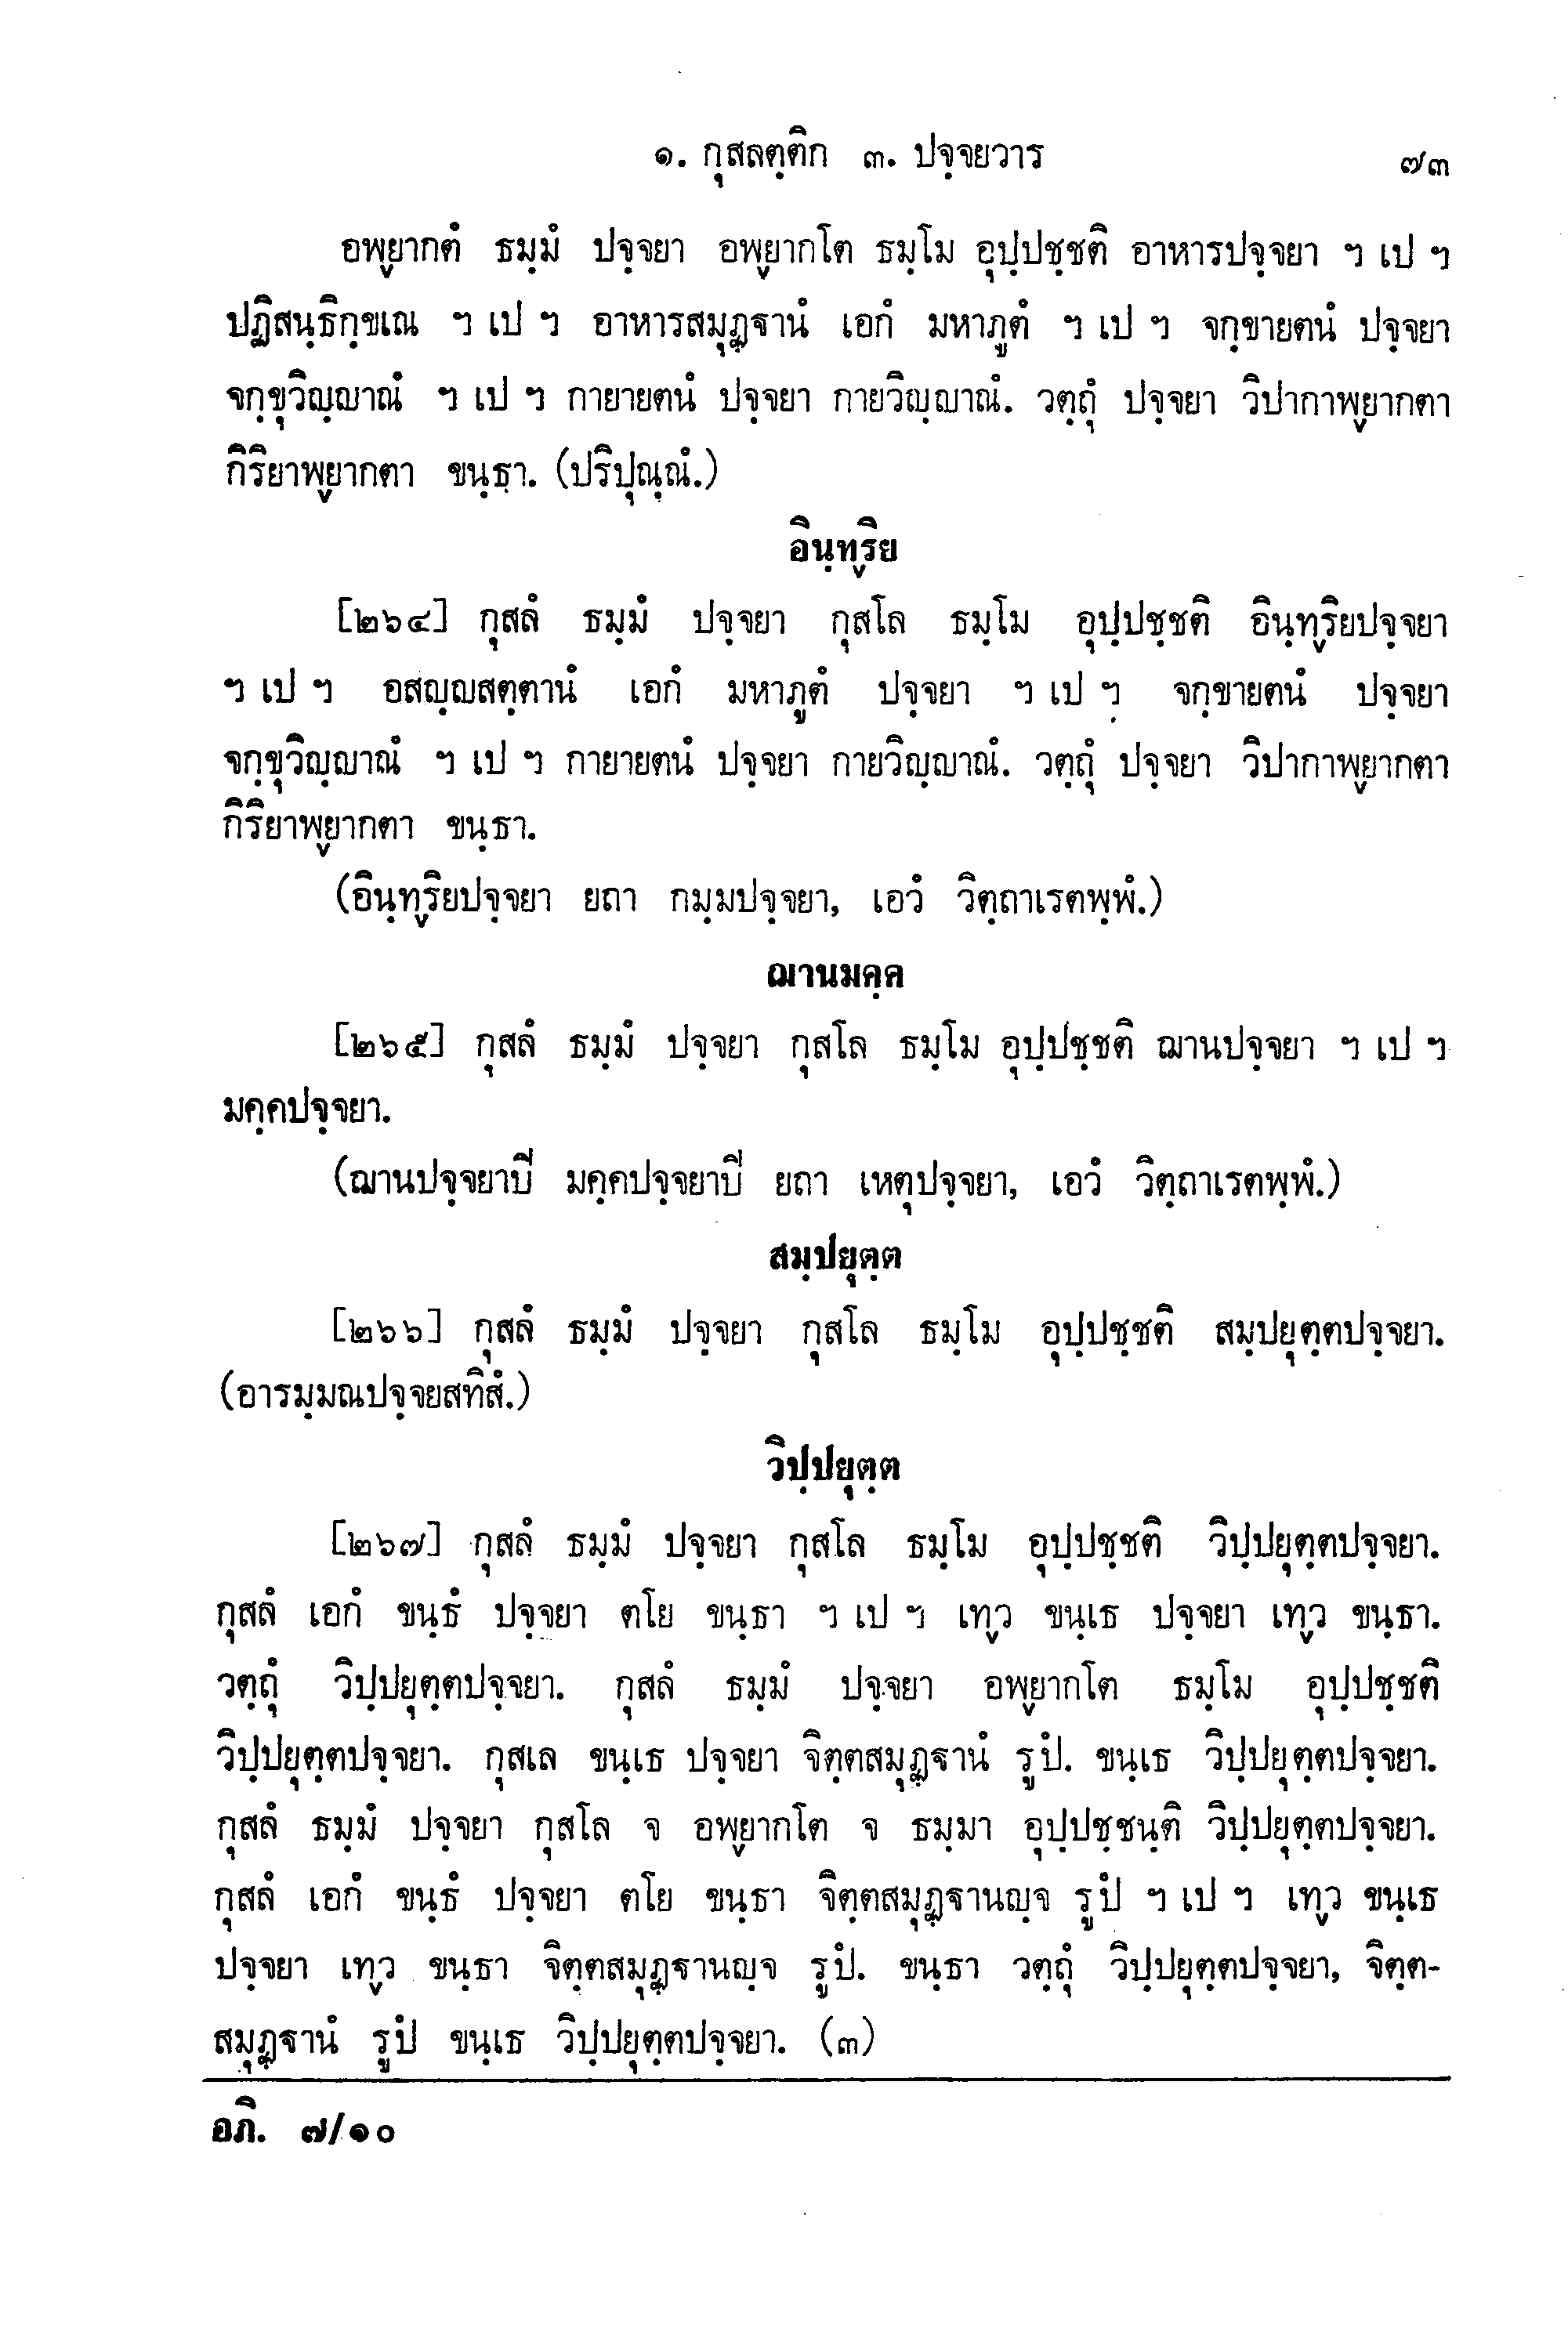 ๑. กุสลตฺติก ๓. ปจฺจยวาร ๗๓
อพฺยากตํ ธมฺมํ ปจฺจยา อพฺยากโต ธมฺโม อุปฺปชฺชติ อาหารปจฺจยา ฯ เป ฯ
ปฏิสนฺธิกฺขเณ ฯ เป ฯ อาหารสมุฏฺฐานํ เอกํ มหาภูตํ ฯ เป ฯ จกฺขายตนํ ปจฺจยา
จกฺขุวิญฺญาณํ ฯ เป ฯ กายายตนํ ปจฺจยา กายวิญฺญาณํ. วตฺถุํ ปจฺจยา วิปากาพฺยากตา
กิริยาพฺยากตา ขนฺธา. (ปริปุณฺณํ.)
อินฺทฺริย
[๒๖๔] กุสลํ ธมฺมํ ปจฺจยา กุสโล ธมฺโม อุปฺปชฺชติ อินฺทฺริยปจฺจยา
ฯ เป ฯ อสญฺญสตฺตานํ เอกํ มหาภูตํ ปจฺจยา ฯ เป ฯ จกฺขายตนํ ปจฺจยา
จกฺขุวิญฺญาณํ ฯ เป ฯ กายายตนํ ปจฺจยา กายวิญฺญาณํ. วตฺถุํ ปจฺจยา วิปากาพฺยากตา
กิริยาพฺยากตา ขนฺธา.
(อินฺทฺริยปจฺจยา ยถา กมฺมปจฺจยา, เอวํ วิตฺถาเรตพฺพํ.)
ฌานมคฺค
[๒๖๕] กุสลํ ธมฺมํ ปจฺจยา กุสโล ธมฺโม อุปฺปชฺชติ ฌานปจฺจยา ฯ เป ฯ
มคฺคปจฺจยา.
(ฌานปจฺจยาปี มคฺคปจฺจยาปี ยถา เหตุปจฺจยา, เอวํ วิตฺถาเรตพฺพํ.)
สมฺปยุตฺต
[๒๖๖] กุสลํ ธมฺมํ ปจฺจยา กุสโล ธมฺโม อุปฺปชฺชติ สมฺปยุตฺตปจฺจยา.
(อารมฺมณปจฺจยสทิสํ.)
วิปฺปยุตฺต
[๒๖๗] กุสลํ ธมฺมํ ปจฺจยา กุสโล ธมฺโม อุปฺปชฺชติ วิปฺปยุตฺตปจฺจยา.
กุสลํ เอกํ ขนฺธํ ปจฺจยา ตโย ขนฺธา ฯ เป ฯ เทฺว ขนฺเธ ปจฺจยา เทฺว ขนฺธา.
วตฺถุํ วิปฺปยุตฺตปจฺจยา. กุสลํ ธมฺมํ ปจฺจยา อพฺยากโต ธมฺโม อุปฺปชฺชติ
วิปฺปยุตฺตปจฺจยา. กุสเล ขนฺเธ ปจฺจยา จิตฺตสมุฏฺฐานํ รูปํ. ขนฺเธ วิปฺปยุตฺตปจฺจยา.
กุสลํ ธมฺมํ ปจฺจยา กุสโล จ อพฺยากโต จ ธมฺมา อุปฺปชฺชนฺติ วิปฺปยุตฺตปจฺจยา.
กุสลํ เอกํ ขนฺธํ ปจฺจยา ตโย ขนฺธา จิตฺตสมุฏฺฐานญฺจ รูปํ ฯ เป ฯ เทฺว ขนฺเธ
ปจฺจยา เทฺว ขนฺธา จิตฺตสมุฏฺฐานญฺจ รูปํ. ขนฺธา วตฺถุํ วิปฺปยุตฺตปจฺจยา, จิตฺต-
สมุฏฺฐานํ รูปํ ขนฺเธ วิปฺปยุตฺตปจฺจยา. (๓)
อภิ. ๗/๑๐